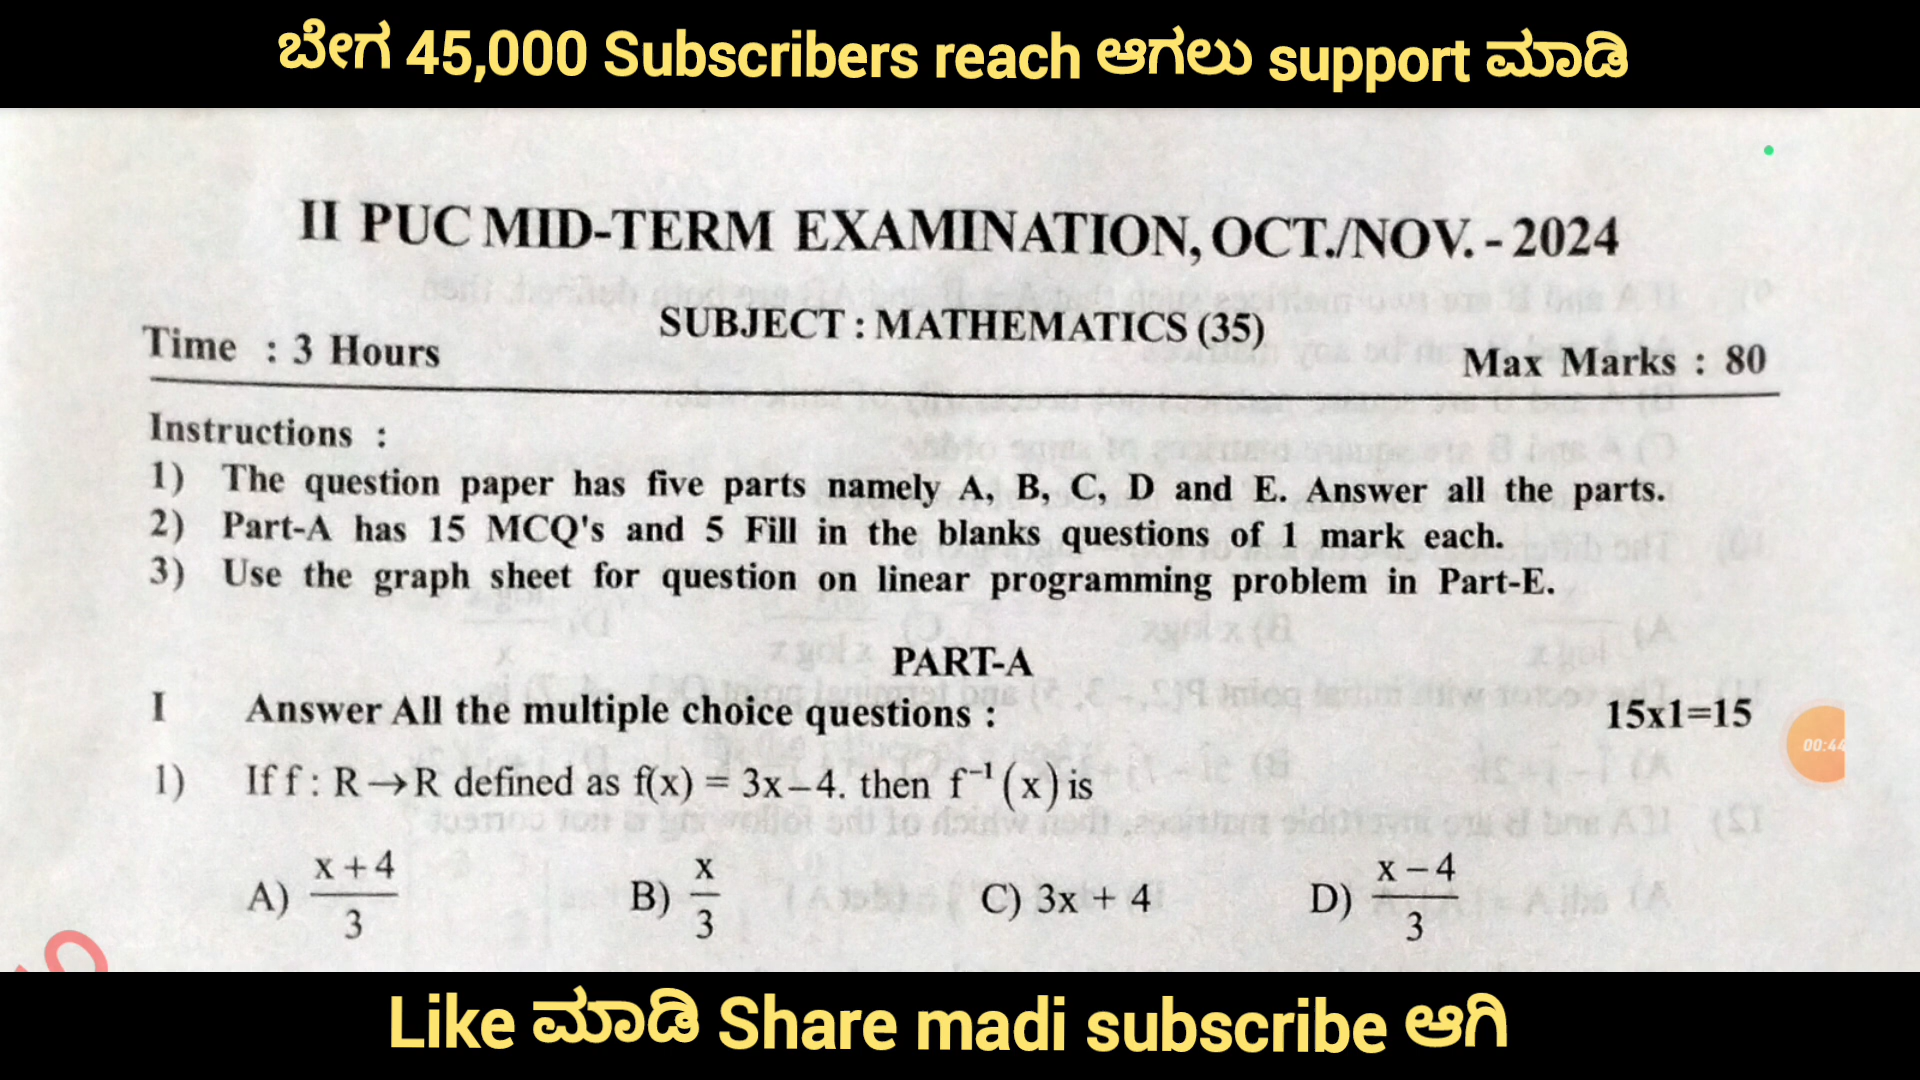 ಬೇಗ 45,000 Subscribers reach ಆಗಲು support ಮಾಡಿ
II PUC MID-TERM EXAMINATION, OCT./NOV. - 2024
SUBJECT : MATHEMATICS (35)
Time : 3 Hours
Max Marks : 80
Instructions :
1) The question paper has five parts namely A, B, C, D and E. Answer all the parts.
2) Part-A has 15 MCQ's and 5 Fill in the blanks questions of 1 mark each.
3) Use the graph sheet for question on linear programming problem in Part-E.
PART-A
I Answer All the multiple choice questions : 15x1=15
1) If f : R→R defined as f(x) = 3x–4. then f⁻¹(x) is
A) (x + 4)/3 B) x/3 C) 3x + 4 D) (x – 4)/3
00:44
Like ಮಾಡಿ Share madi subscribe ಆಗಿ